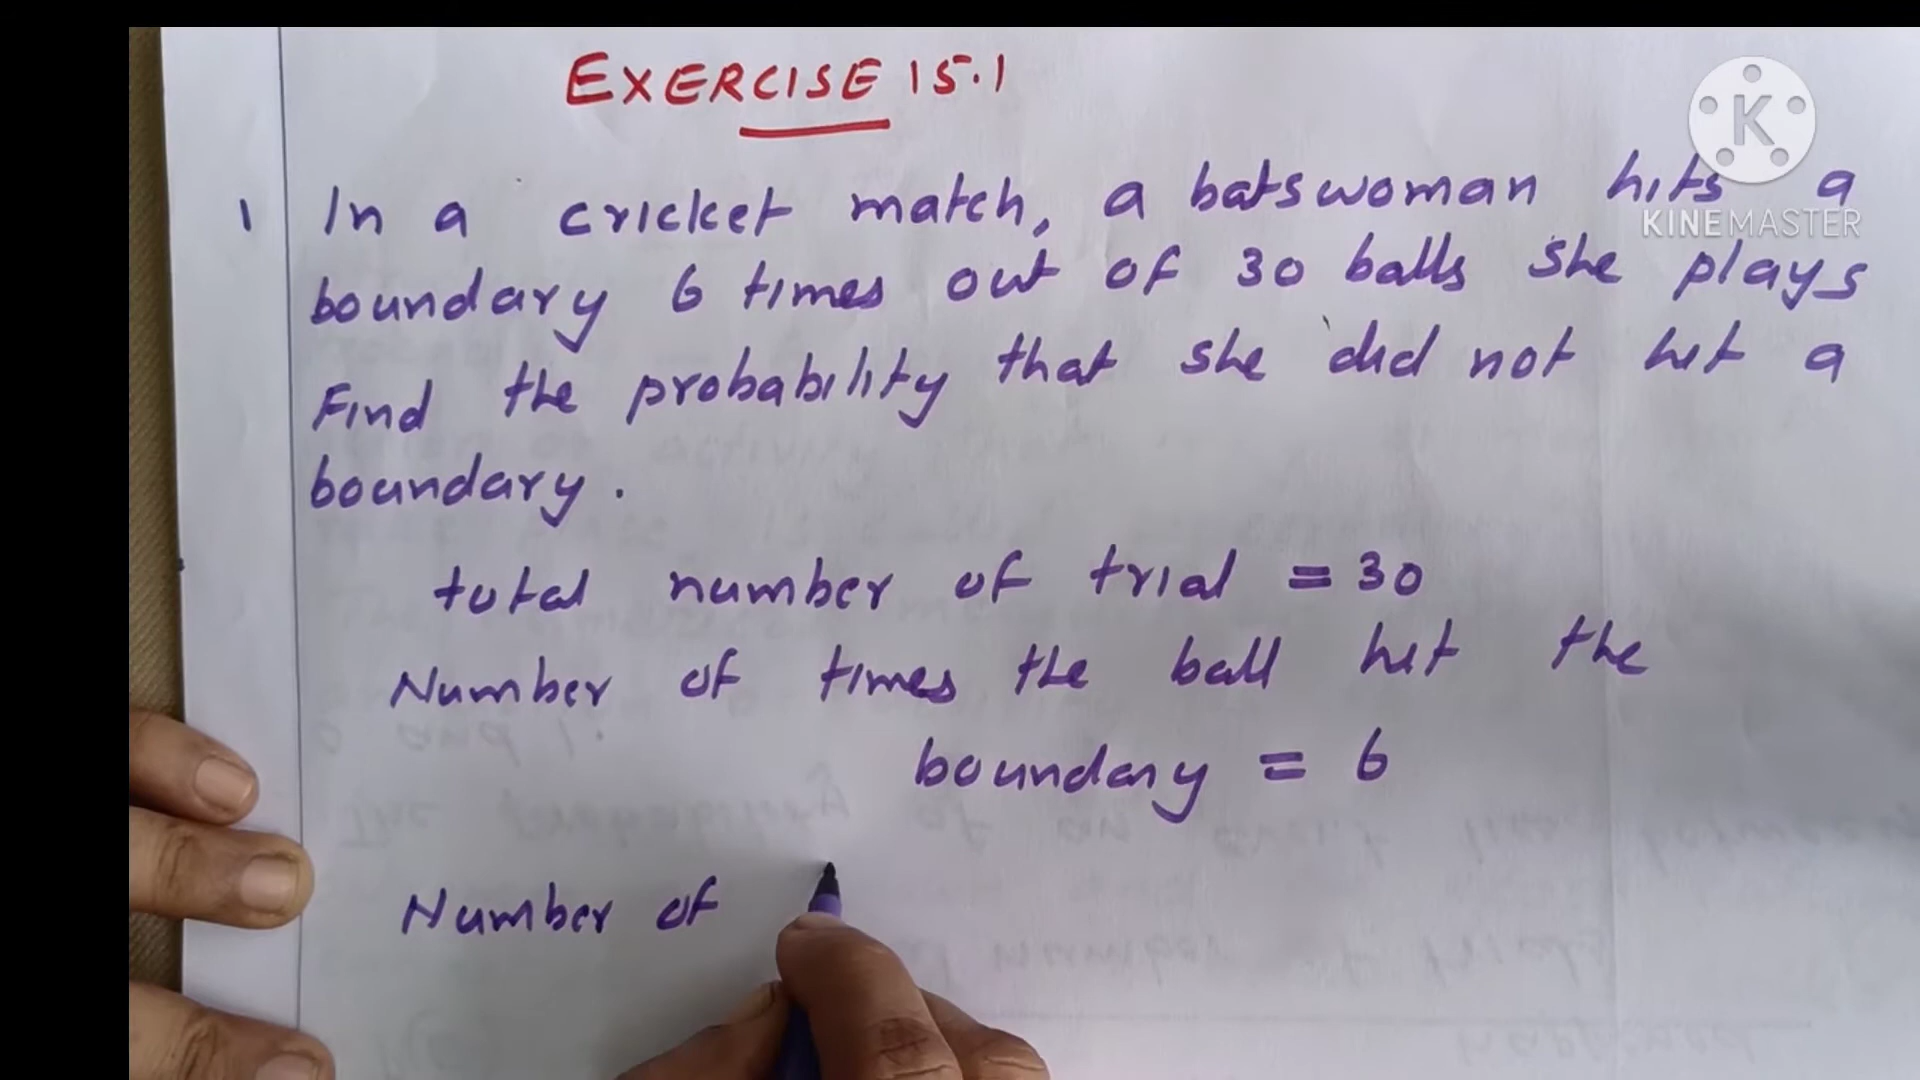 EXERCISE 15.1
1 In a cricket match, a batswoman hits a
boundary 6 times out of 30 balls she plays
Find the probability that she did not hit a
boundary.
total number of trial = 30
Number of times the ball hit the
boundary = 6
Number of
K
KINEMASTER